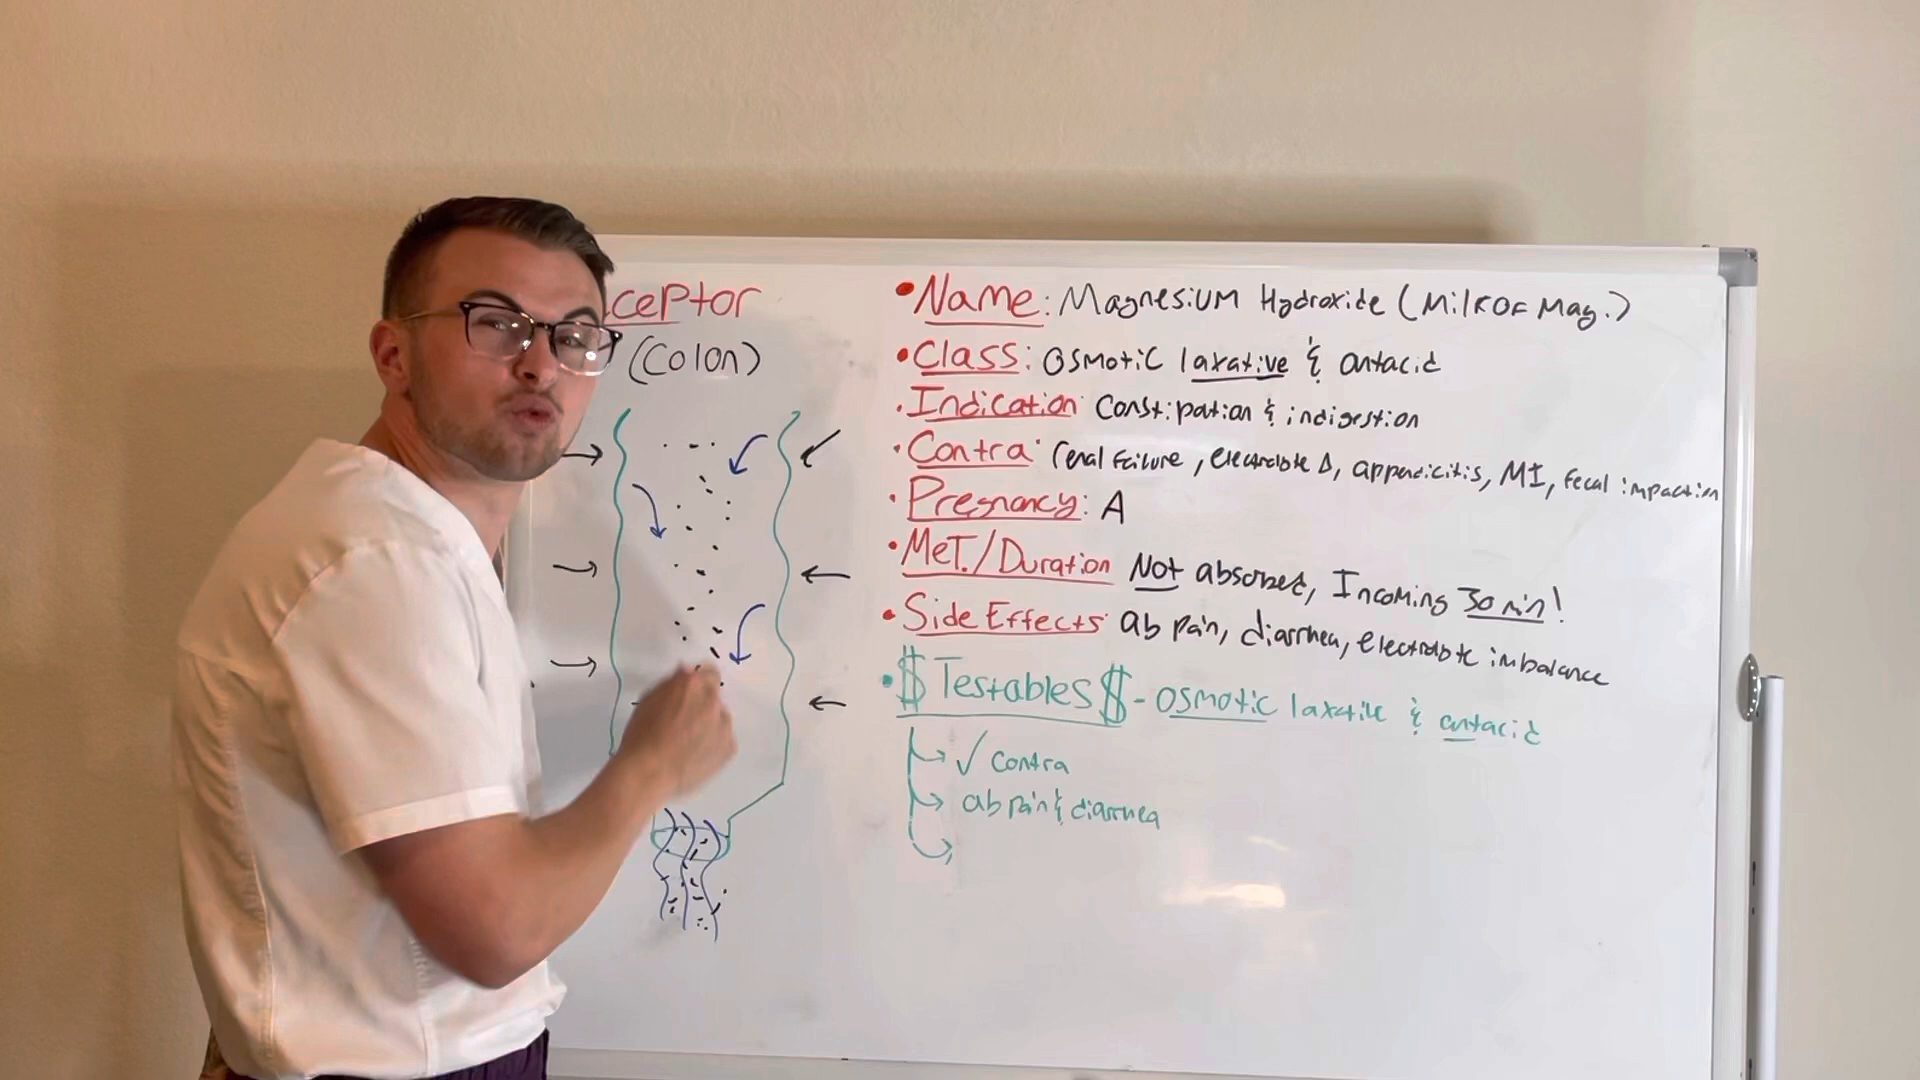 ceptor
(Colon)
• Name: Magnesium Hydroxide (Milk OF Mag.)
• Class: Osmotic laxative & antacid
• Indication: Constipation & indigestion
• Contra: renal Failure, electrolyte Δ, appendicitis, MI, Fecal impaction
• Pregnancy: A
• MeT./Duration Not absorbed, Incoming 30 min!
• Side Effects: ab pain, diarrhea, electrolyte imbalance
• $ Testables $ - osmotic laxative & antacid
✓ contra
ab pain & diarrhea